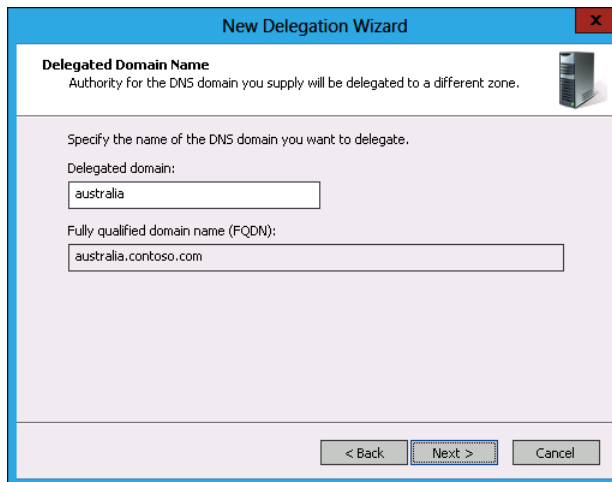 New Delegation Wizard
x
Delegated Domain Name
Authority for the DNS domain you supply will be delegated to a different zone.
Specify the name of the DNS domain you want to delegate.
Delegated domain:
australia
Fully qualified domain name (FQDN):
australia.contoso.com
< Back Next > Cancel